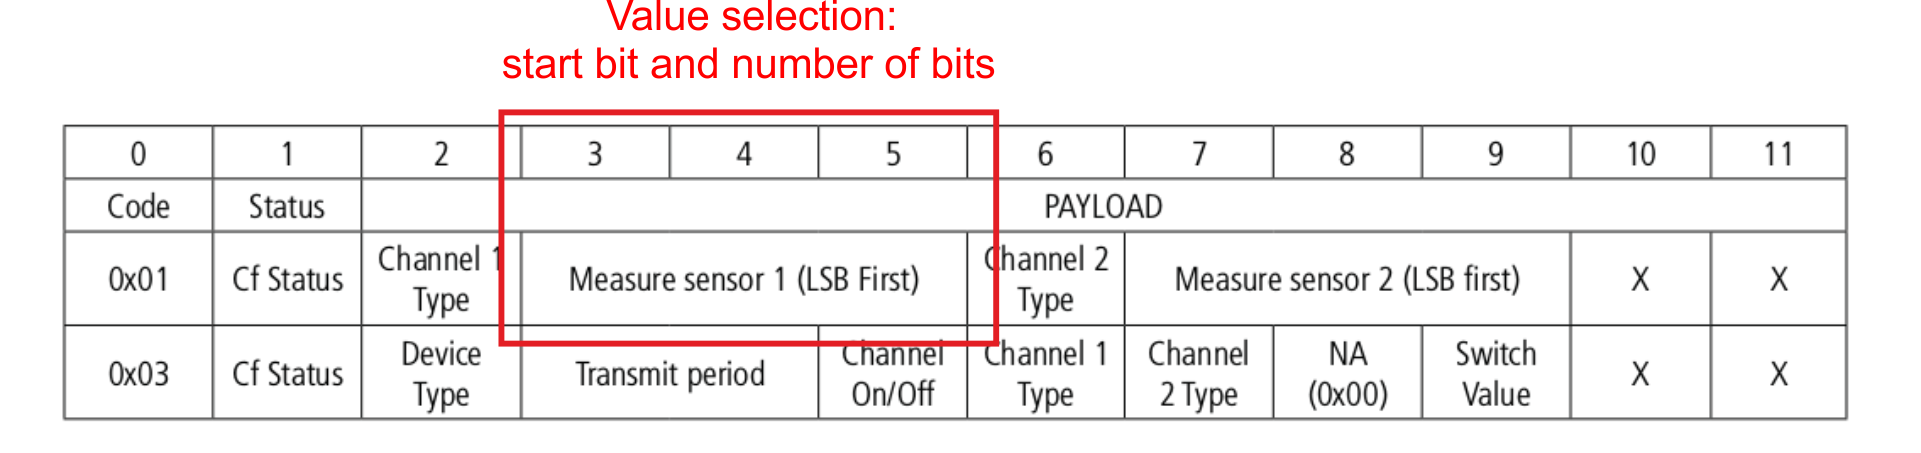 Value selection:
start bit and number of bits
0 1 2 3 4 5 6 7 8 9 10 11
Code Status PAYLOAD
0x01 Cf Status Channel 1 Type Measure sensor 1 (LSB First) Channel 2 Type Measure sensor 2 (LSB first) X X
0x03 Cf Status Device Type Transmit period Channel On/Off Channel 1 Type Channel 2 Type NA (0x00) Switch Value X X